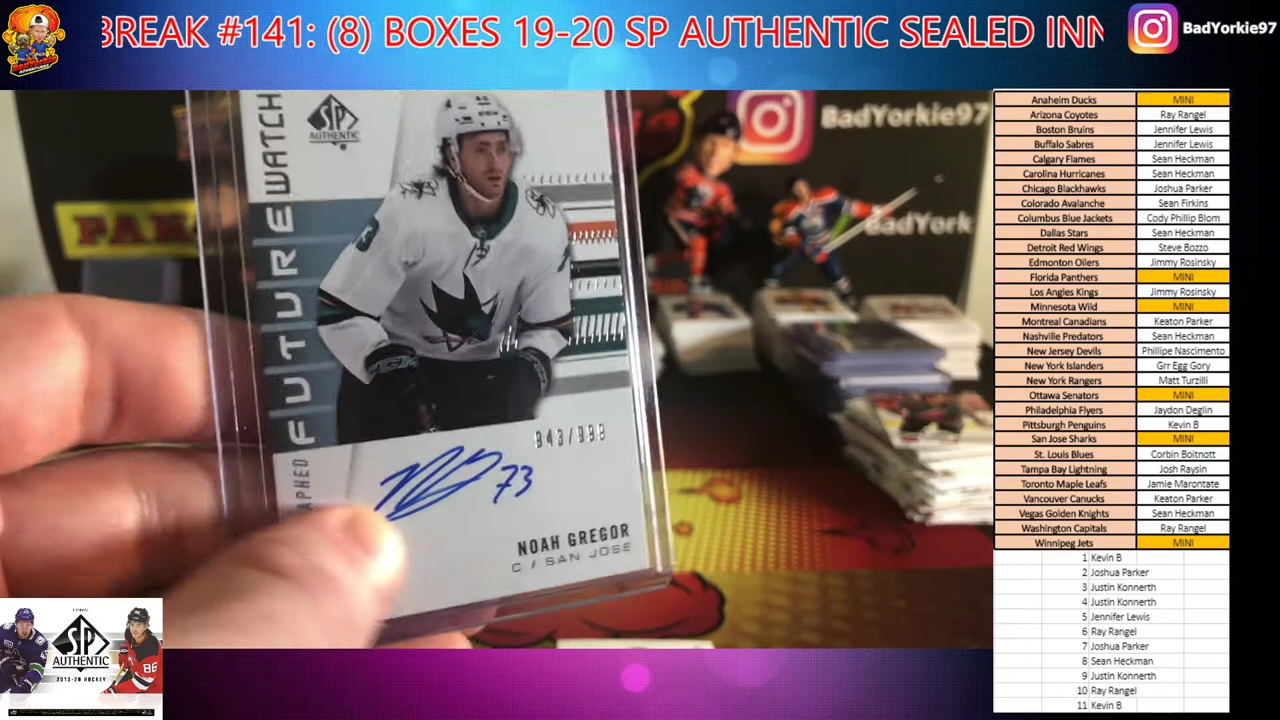 BREAK #141: (8) BOXES 19-20 SP AUTHENTIC SEALED INN
BadYorkie97
BadYorkie97
BadYork
PANI
SP
AUTHENTIC
FUTURE WATCH
943/999
73
NOAH GREGOR
C / SAN JOSE
SP
AUTHENTIC
2019-20 HOCKEY
86
Anaheim Ducks MINI
Arizona Coyotes Ray Rangel
Boston Bruins Jennifer Lewis
Buffalo Sabres Jennifer Lewis
Calgary Flames Sean Heckman
Carolina Hurricanes Sean Heckman
Chicago Blackhawks Joshua Parker
Colorado Avalanche Sean Firkins
Columbus Blue Jackets Cody Phillip Blom
Dallas Stars Sean Heckman
Detroit Red Wings Steve Bozzo
Edmonton Oilers Jimmy Rosinsky
Florida Panthers MINI
Los Angles Kings Jimmy Rosinsky
Minnesota Wild MINI
Montreal Canadians Keaton Parker
Nashville Predators Sean Heckman
New Jersey Devils Phillipe Nascimento
New York Islanders Grr Egg Gory
New York Rangers Matt Turzilli
Ottawa Senators MINI
Philadelphia Flyers Jaydon Deglin
Pittsburgh Penguins Kevin B
San Jose Sharks MINI
St. Louis Blues Corbin Boitnott
Tampa Bay Lightning Josh Raysin
Toronto Maple Leafs Jamie Marontate
Vancouver Canucks Keaton Parker
Vegas Golden Knights Sean Heckman
Washington Capitals Ray Rangel
Winnipeg Jets MINI
1 Kevin B
2 Joshua Parker
3 Justin Konnerth
4 Justin Konnerth
5 Jennifer Lewis
6 Ray Rangel
7 Joshua Parker
8 Sean Heckman
9 Justin Konnerth
10 Ray Rangel
11 Kevin B